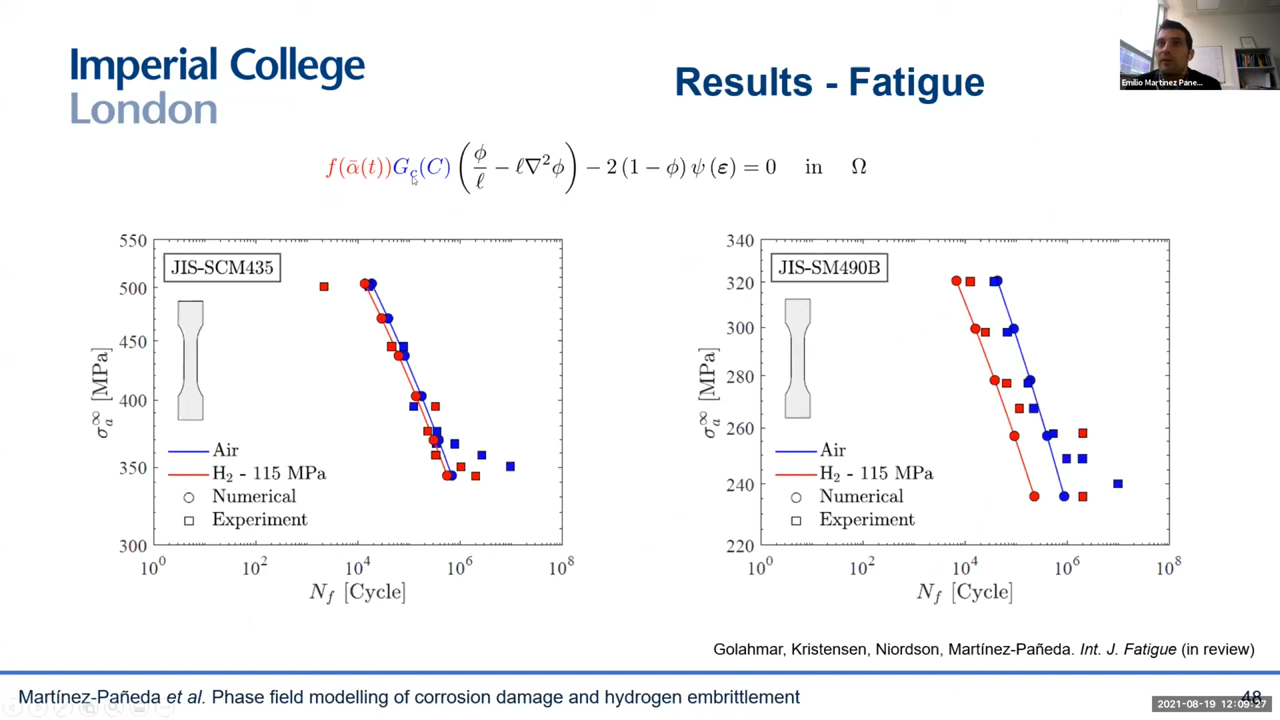 Imperial College
London
Results - Fatigue
Emilio Martinez Pane...
f(ᾱ(t))G_c(C) (ϕ/ℓ − ℓ∇²ϕ) − 2 (1 − ϕ) ψ (ε) = 0 in Ω
550
500
450
400
350
300
σ_a^∞ [MPa]
JIS-SCM435
Air
H₂ - 115 MPa
Numerical
Experiment
10⁰ 10² 10⁴ 10⁶ 10⁸
N_f [Cycle]
340
320
300
280
260
240
220
σ_a^∞ [MPa]
JIS-SM490B
Air
H₂ - 115 MPa
Numerical
Experiment
10⁰ 10² 10⁴ 10⁶ 10⁸
N_f [Cycle]
Golahmar, Kristensen, Niordson, Martínez-Pañeda. Int. J. Fatigue (in review)
Martínez-Pañeda et al. Phase field modelling of corrosion damage and hydrogen embrittlement
48
2021-08-19 12:09:27